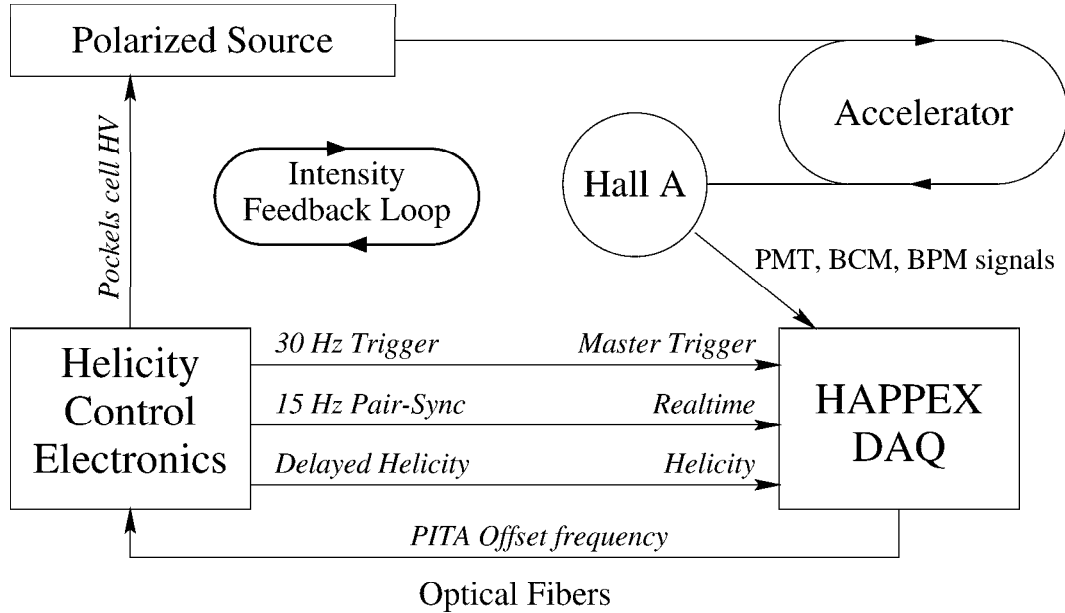 Polarized Source
Accelerator
Pockels cell HV
Intensity
Feedback Loop
Hall A
PMT, BCM, BPM signals
Helicity
Control
Electronics
30 Hz Trigger
Master Trigger
15 Hz Pair-Sync
Realtime
Delayed Helicity
Helicity
HAPPEX
DAQ
PITA Offset frequency
Optical Fibers